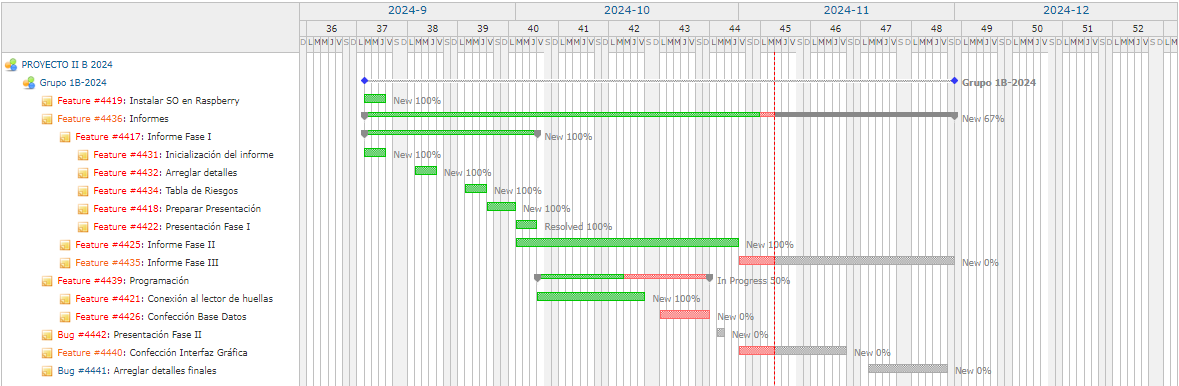 2024-9 2024-10 2024-11 2024-12
36 37 38 39 40 41 42 43 44 45 46 47 48 49 50 51 52
PROYECTO II B 2024
Grupo 1B-2024 Grupo 1B-2024
Feature #4419: Instalar SO en Raspberry New 100%
Feature #4436: Informes New 67%
Feature #4417: Informe Fase I New 100%
Feature #4431: Inicialización del informe New 100%
Feature #4432: Arreglar detalles New 100%
Feature #4434: Tabla de Riesgos New 100%
Feature #4418: Preparar Presentación New 100%
Feature #4422: Presentación Fase I Resolved 100%
Feature #4425: Informe Fase II New 100%
Feature #4435: Informe Fase III New 0%
Feature #4439: Programación In Progress 50%
Feature #4421: Conexión al lector de huellas New 100%
Feature #4426: Confección Base Datos New 0%
Bug #4442: Presentación Fase II New 0%
Feature #4440: Confección Interfaz Gráfica New 0%
Bug #4441: Arreglar detalles finales New 0%